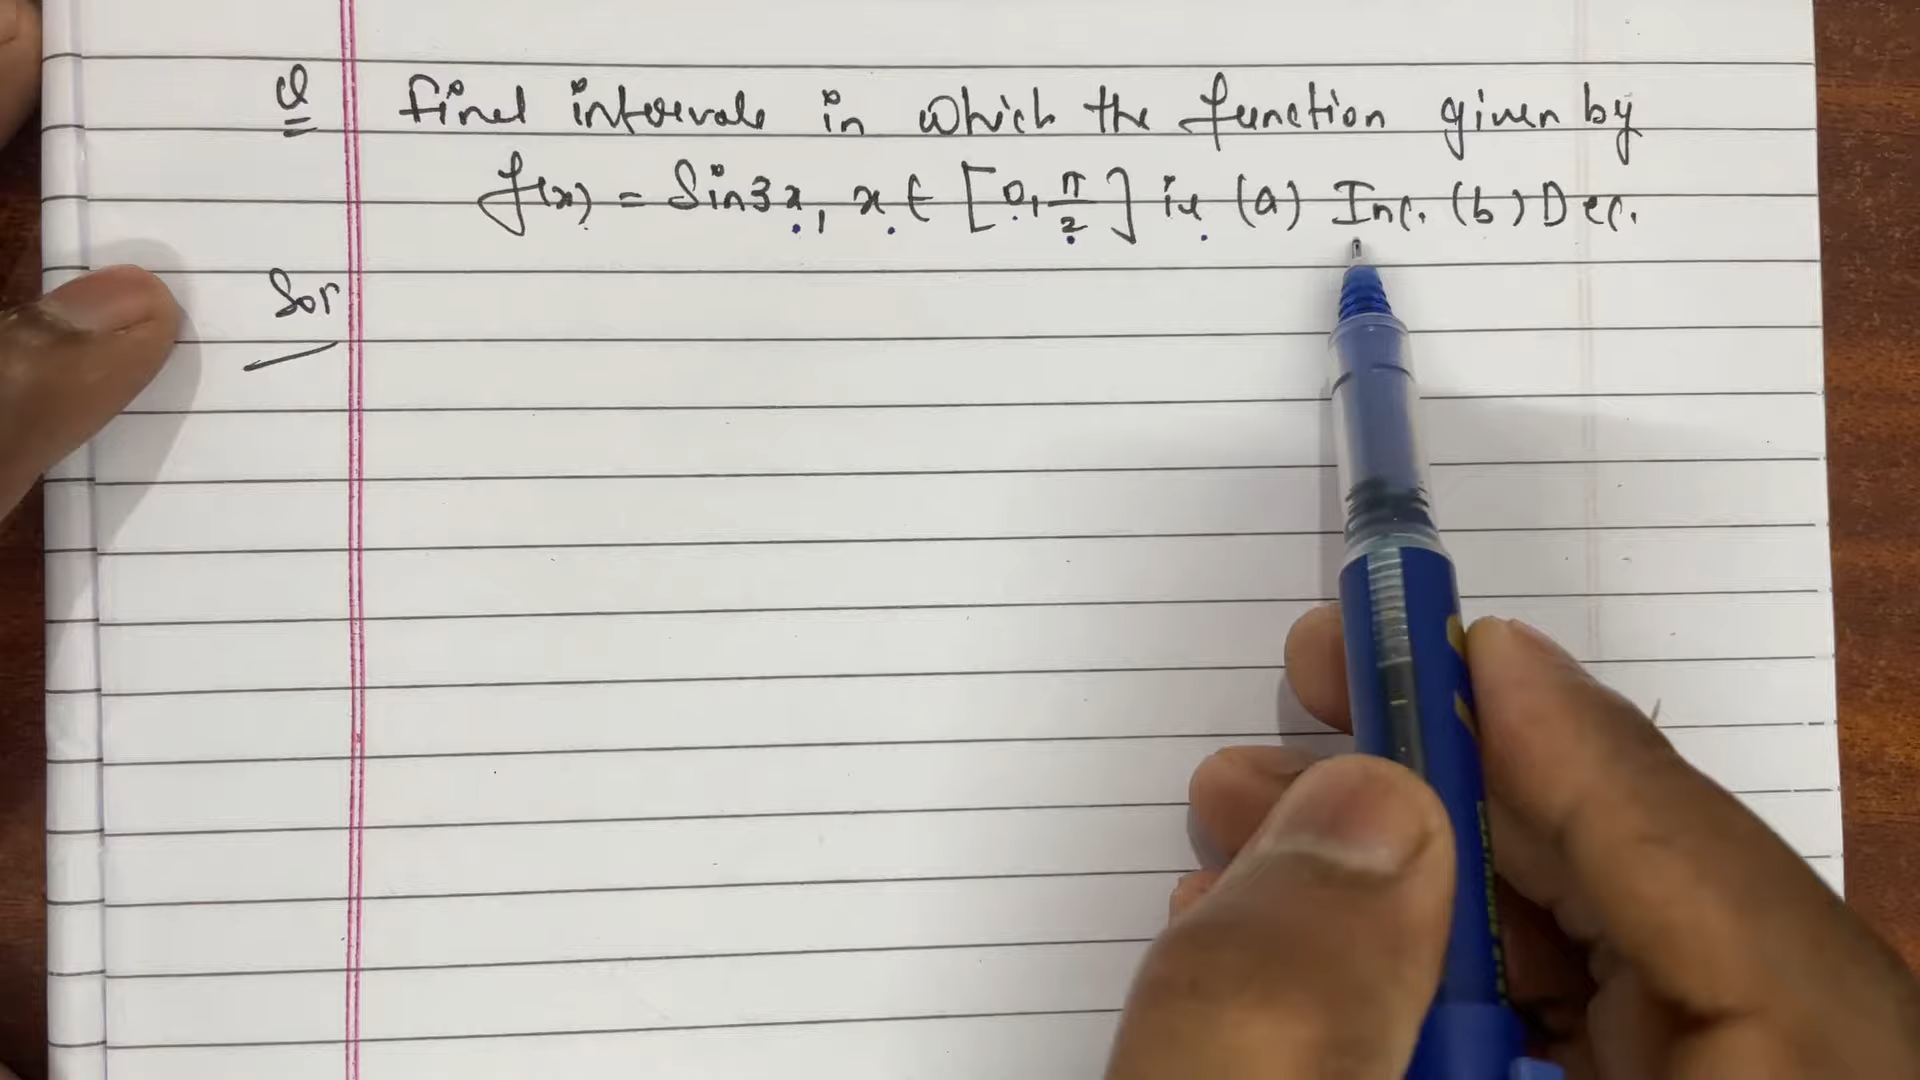 Q Find intervals in which the function given by
f(x) = Sin3x, x ∈ [0, π/2] is (a) Inc. (b) Dec.
Sol